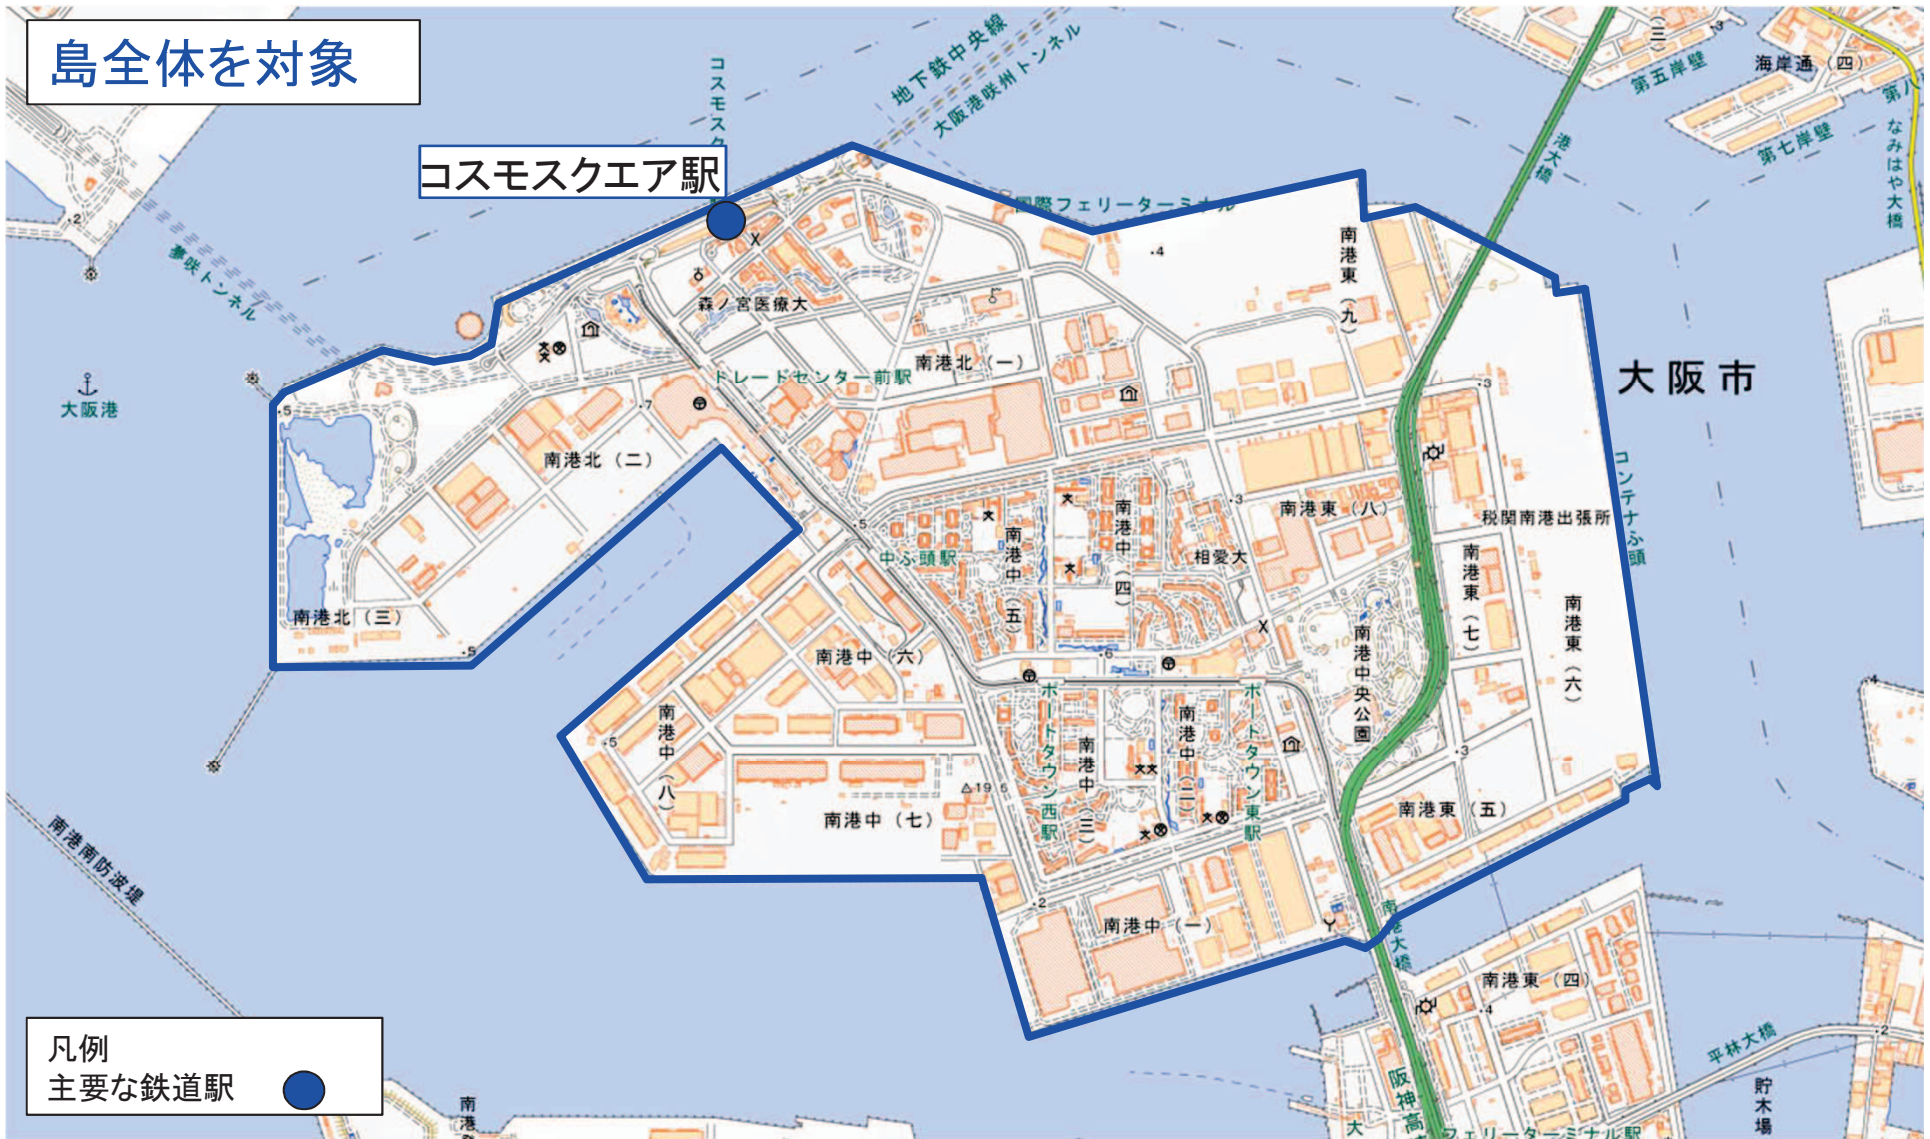 島全体を対象
コスモスクエア駅
コスモスク
地下鉄中央線
大阪港咲州トンネル
国際フェリーターミナル
港大橋
第五岸壁
海岸通（四）
第七岸壁
第八
なみはや大橋
（三）
夢咲トンネル
大阪港
森ノ宮医療大
南港北（一）
トレードセンター前駅
南港東（九）
大阪市
南港北（二）
南港北（三）
中ふ頭駅
南港中（五）
南港中（四）
相愛大
南港東（八）
税関南港出張所
コンテナふ頭
南港東（七）
南港東（六）
南港中央公園
南港中（六）
南港中（八）
南港中（七）
ポートタウン西駅
南港中（三）
南港中（二）
ポートタウン東駅
南港東（五）
南港中（一）
南港大橋
南港東（四）
南港南防波堤
平林大橋
貯木場
阪神高
フェリーターミナル駅
大
南港
凡例
主要な鉄道駅